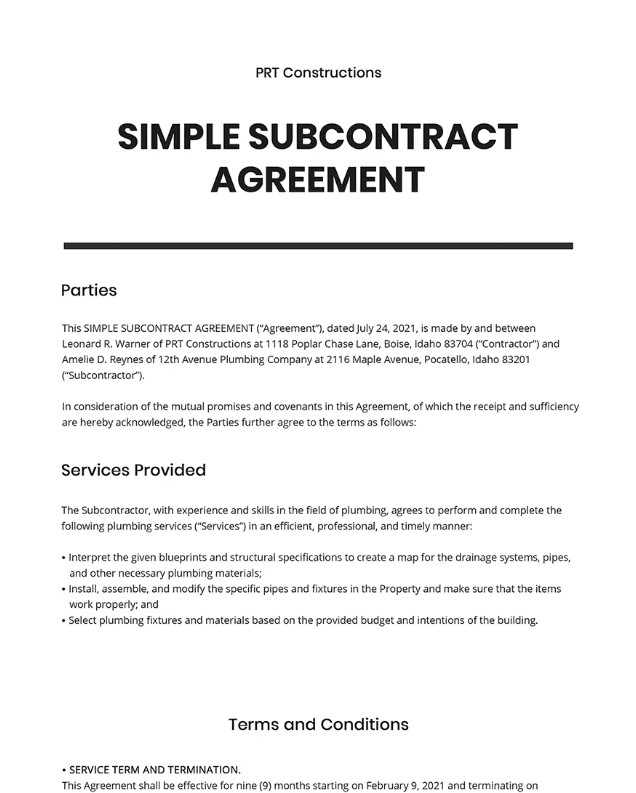 PRT Constructions
SIMPLE SUBCONTRACT
AGREEMENT
Parties
This SIMPLE SUBCONTRACT AGREEMENT (“Agreement”), dated July 24, 2021, is made by and between
Leonard R. Warner of PRT Constructions at 1118 Poplar Chase Lane, Boise, Idaho 83704 (“Contractor”) and
Amelie D. Reynes of 12th Avenue Plumbing Company at 2116 Maple Avenue, Pocatello, Idaho 83201
(“Subcontractor”).
In consideration of the mutual promises and covenants in this Agreement, of which the receipt and sufficiency
are hereby acknowledged, the Parties further agree to the terms as follows:
Services Provided
The Subcontractor, with experience and skills in the field of plumbing, agrees to perform and complete the
following plumbing services (“Services”) in an efficient, professional, and timely manner:
• Interpret the given blueprints and structural specifications to create a map for the drainage systems, pipes,
and other necessary plumbing materials;
• Install, assemble, and modify the specific pipes and fixtures in the Property and make sure that the items
work properly; and
• Select plumbing fixtures and materials based on the provided budget and intentions of the building.
Terms and Conditions
• SERVICE TERM AND TERMINATION.
This Agreement shall be effective for nine (9) months starting on February 9, 2021 and terminating on